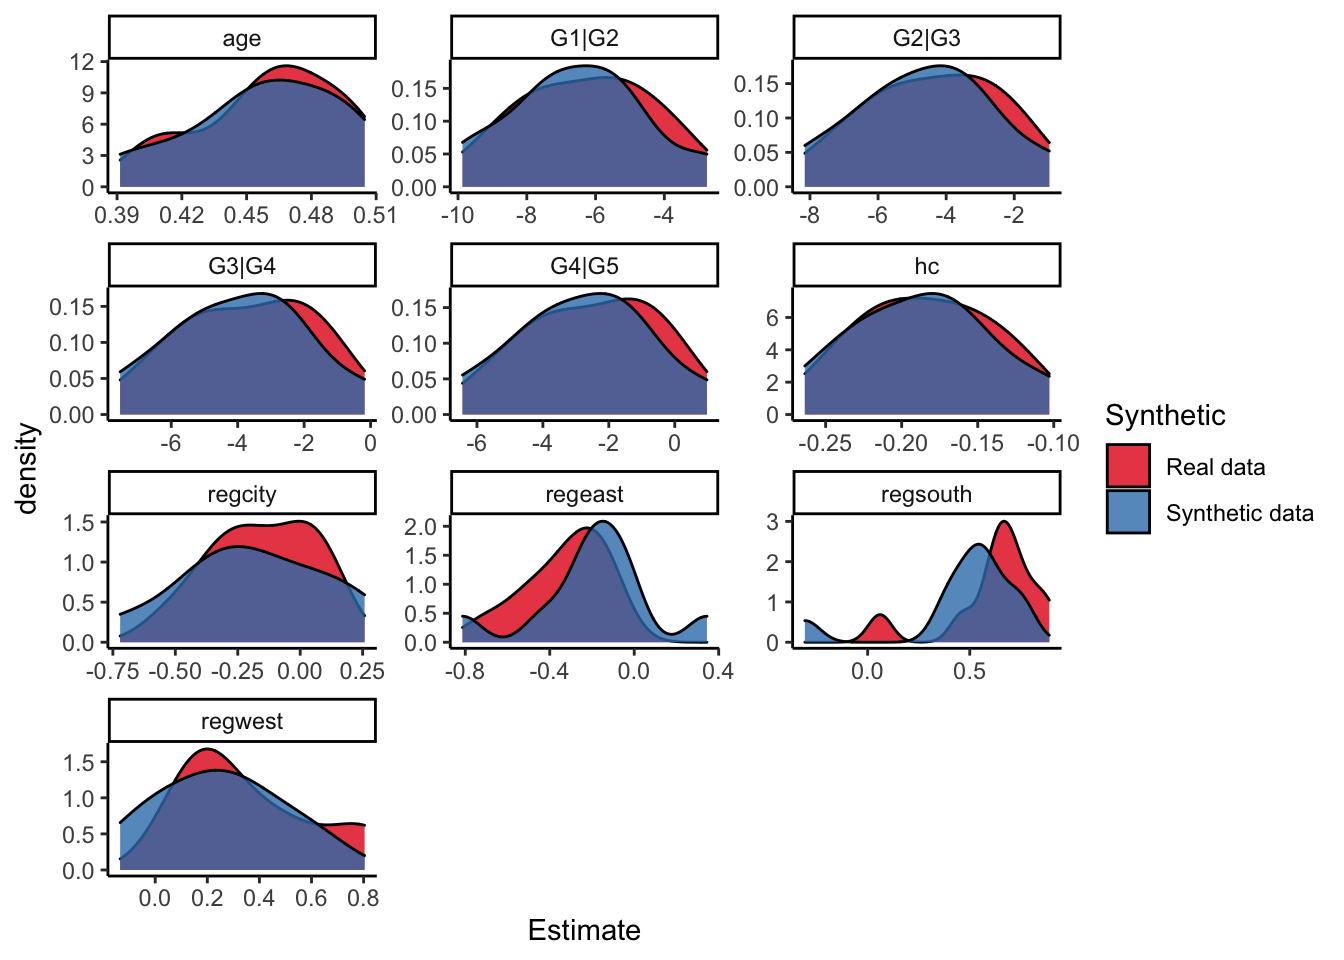 age
G1|G2
G2|G3
12
9
6
3
0
0.39 0.42 0.45 0.48 0.51
0.15
0.10
0.05
0.00
-10 -8 -6 -4
0.15
0.10
0.05
0.00
-8 -6 -4 -2
G3|G4
G4|G5
hc
0.15
0.10
0.05
0.00
-6 -4 -2 0
0.15
0.10
0.05
0.00
-6 -4 -2 0
6
4
2
0
-0.25 -0.20 -0.15 -0.10
density
regcity
regeast
regsouth
1.5
1.0
0.5
0.0
-0.75 -0.50 -0.25 0.00 0.25
2.0
1.5
1.0
0.5
0.0
-0.8 -0.4 0.0 0.4
3
2
1
0
0.0 0.5
regwest
1.5
1.0
0.5
0.0
0.0 0.2 0.4 0.6 0.8
Estimate
Synthetic
Real data
Synthetic data